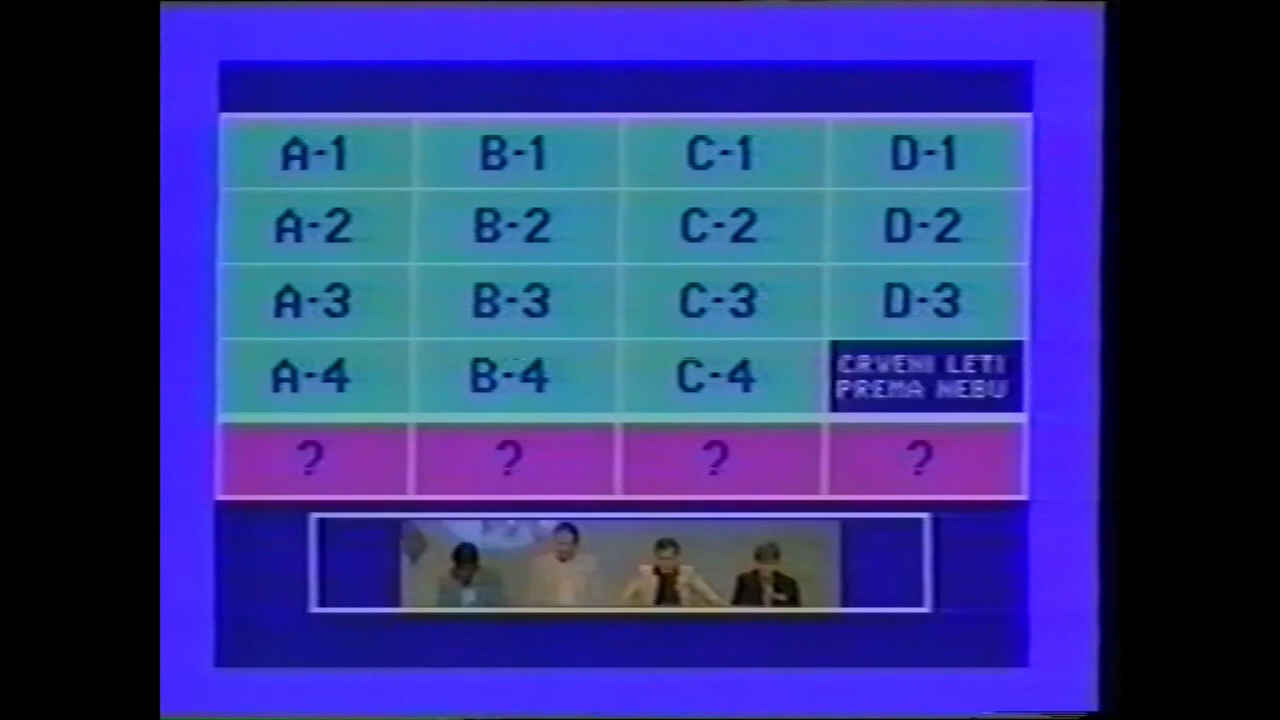 A-1 B-1 C-1 D-1
A-2 B-2 C-2 D-2
A-3 B-3 C-3 D-3
A-4 B-4 C-4 CRVENI LETI
PREMA NEBU
? ? ? ?